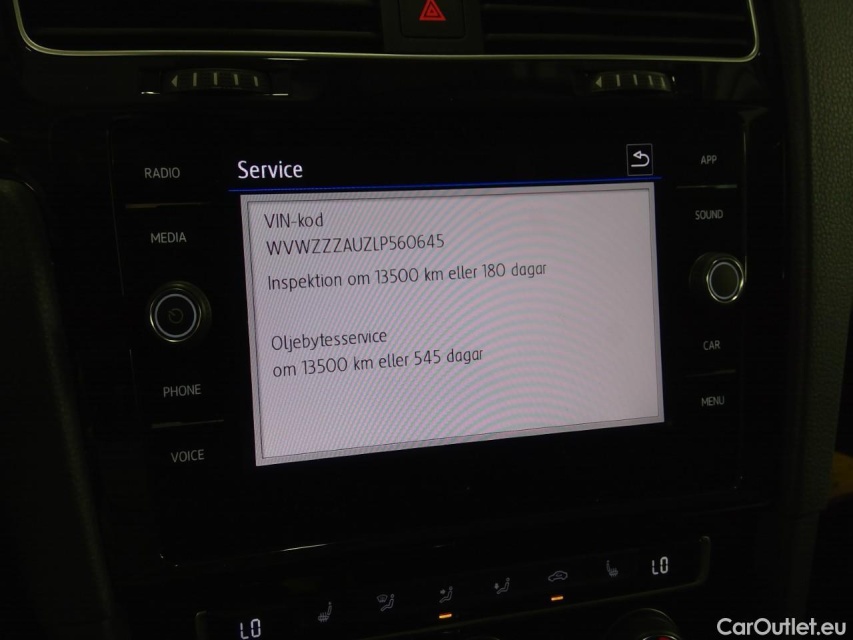 RADIO
Service
APP
MEDIA
SOUND
VIN-kod
WVWZZZAUZLP560645
Inspektion om 13500 km eller 180 dagar
Oljebytesservice
om 13500 km eller 545 dagar
CAR
PHONE
MENU
VOICE
LO
LO
CarOutlet.eu